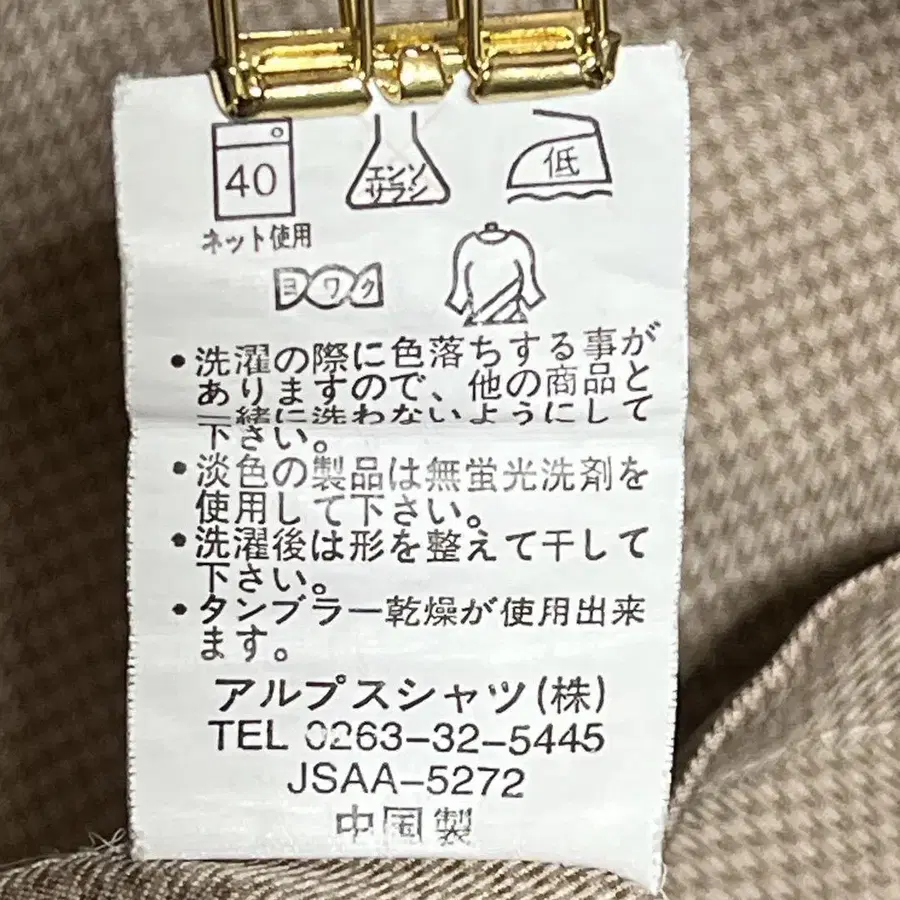 40
エンソ
サラシ
低
ネット使用
ヨワク
・洗濯の際に色落ちする事が
ありますので、他の商品と
一緒に洗わないようにして
下さい。
・淡色の製品は無蛍光洗剤を
使用して下さい。
・洗濯後は形を整えて干して
下さい。
・タンブラー乾燥が使用出来
ます。
アルプスシャツ(株)
TEL 0263-32-5445
JSAA-5272
中国製